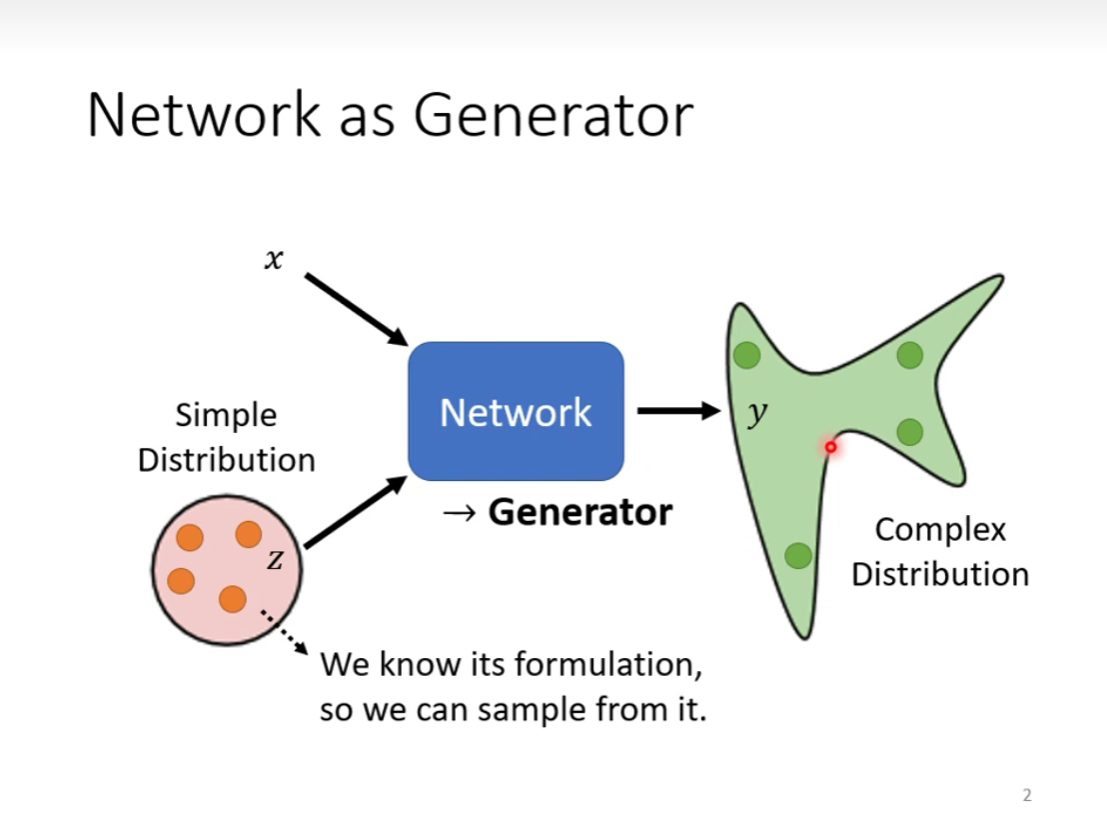 Network as Generator
x
Simple
Distribution
z
Network
→ Generator
y
Complex
Distribution
We know its formulation,
so we can sample from it.
2